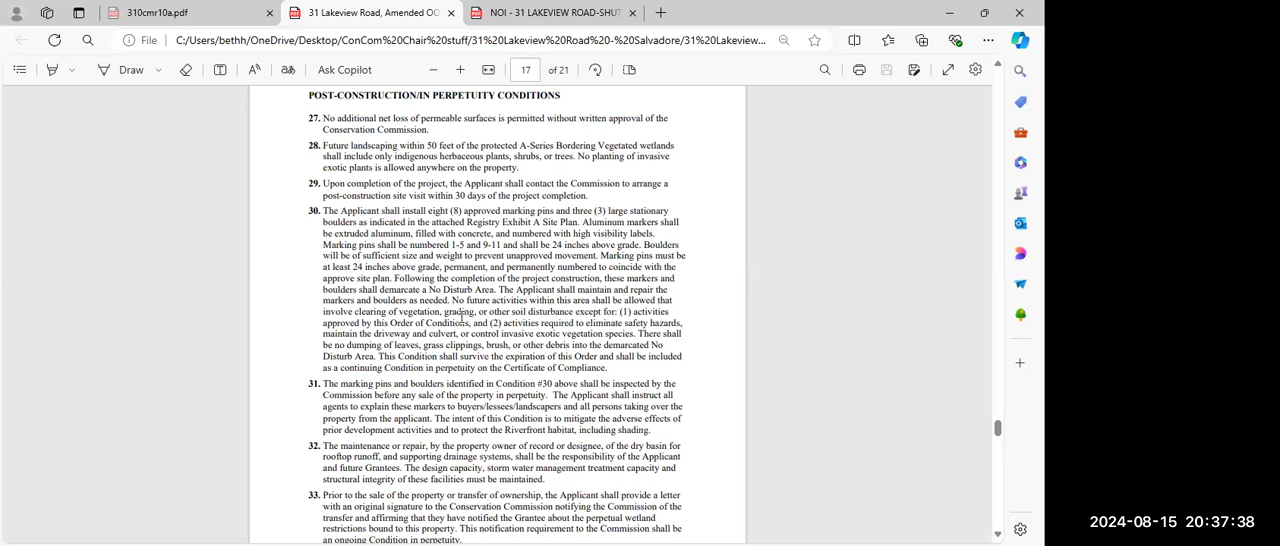 310cmr10a.pdf
31 Lakeview Road, Amended OO
NOI - 31 LAKEVIEW ROAD-SHUT
File
C:/Users/bethh/OneDrive/Desktop/ConCom%20Chair%20stuff/31%20Lakeview%20Road%20-%20Salvadore/31%20Lakeview...
Draw
Ask Copilot
17
of 21
POST-CONSTRUCTION/IN PERPETUITY CONDITIONS
27. No additional net loss of permeable surfaces is permitted without written approval of the
Conservation Commission.
28. Future landscaping within 50 feet of the protected A-Series Bordering Vegetated wetlands
shall include only indigenous herbaceous plants, shrubs, or trees. No planting of invasive
exotic plants is allowed anywhere on the property.
29. Upon completion of the project, the Applicant shall contact the Commission to arrange a
post-construction site visit within 30 days of the project completion.
30. The Applicant shall install eight (8) approved marking pins and three (3) large stationary
boulders as indicated in the attached Registry Exhibit A Site Plan. Aluminum markers shall
be extruded aluminum, filled with concrete, and numbered with high visibility labels.
Marking pins shall be numbered 1-5 and 9-11 and shall be 24 inches above grade. Boulders
will be of sufficient size and weight to prevent unapproved movement. Marking pins must be
at least 24 inches above grade, permanent, and permanently numbered to coincide with the
approve site plan. Following the completion of the project construction, these markers and
boulders shall demarcate a No Disturb Area. The Applicant shall maintain and repair the
markers and boulders as needed. No future activities within this area shall be allowed that
involve clearing of vegetation, grading, or other soil disturbance except for: (1) activities
approved by this Order of Conditions, and (2) activities required to eliminate safety hazards,
maintain the driveway and culvert, or control invasive exotic vegetation species. There shall
be no dumping of leaves, grass clippings, brush, or other debris into the demarcated No
Disturb Area. This Condition shall survive the expiration of this Order and shall be included
as a continuing Condition in perpetuity on the Certificate of Compliance.
31. The marking pins and boulders identified in Condition #30 above shall be inspected by the
Commission before any sale of the property in perpetuity. The Applicant shall instruct all
agents to explain these markers to buyers/lessees/landscapers and all persons taking over the
property from the applicant. The intent of this Condition is to mitigate the adverse effects of
prior development activities and to protect the Riverfront habitat, including shading.
32. The maintenance or repair, by the property owner of record or designee, of the dry basin for
rooftop runoff, and supporting drainage systems, shall be the responsibility of the Applicant
and future Grantees. The design capacity, storm water management treatment capacity and
structural integrity of these facilities must be maintained.
33. Prior to the sale of the property or transfer of ownership, the Applicant shall provide a letter
with an original signature to the Conservation Commission notifying the Commission of the
transfer and affirming that they have notified the Grantee about the perpetual wetland
restrictions bound to this property. This notification requirement to the Commission shall be
an ongoing Condition in perpetuity.
2024-08-15 20:37:38